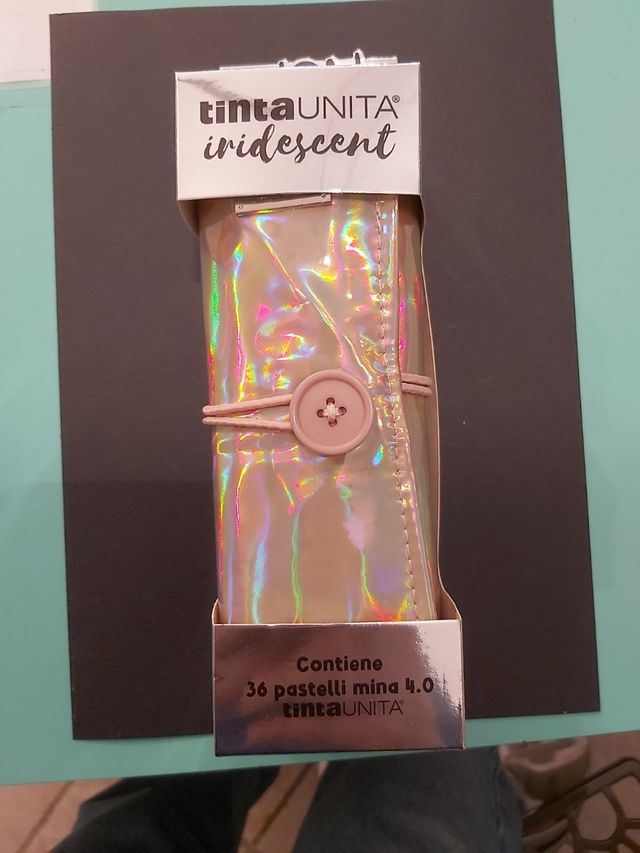 tintaUNITA®
iridescent
Contiene
36 pastelli mina 4.0
tintaUNITA®